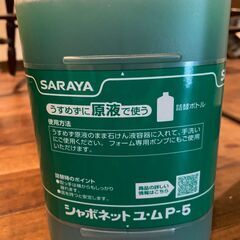 SARAYA
うすめずに原液で使う
詰替ボトル
使用方法
うすめず原液のまま石けん液容器に入れて、手洗い
にご使用ください。フォーム専用ポンプにもご使用
いただけます。
詰替時のポイント
商品の詳しい
情報はこちら
シャボネットユ・ムP-5